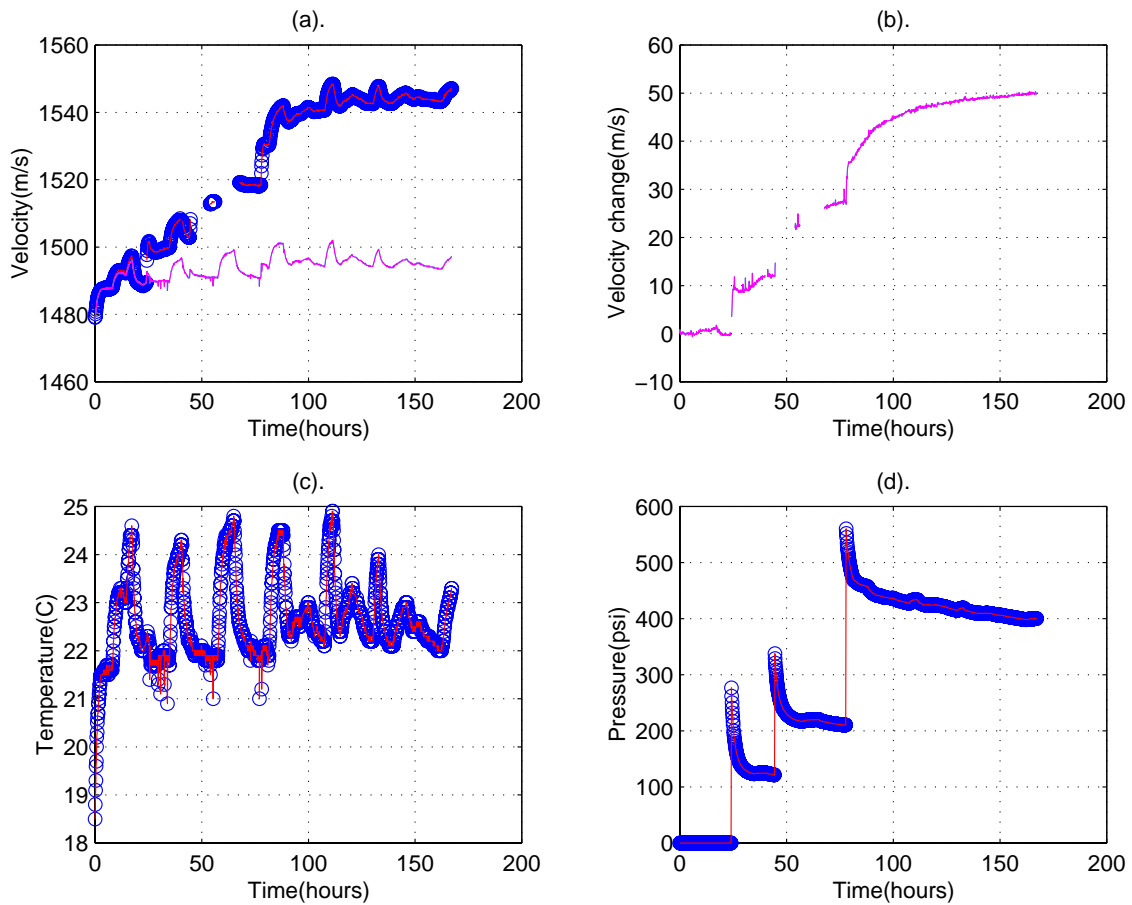 (a).
1560
1540
1520
1500
1480
1460
Velocity(m/s)
0 50 100 150 200
Time(hours)
(b).
60
50
40
30
20
10
0
−10
Velocity change(m/s)
0 50 100 150 200
Time(hours)
(c).
25
24
23
22
21
20
19
18
Temperature(C)
0 50 100 150 200
Time(hours)
(d).
600
500
400
300
200
100
0
Pressure(psi)
0 50 100 150 200
Time(hours)